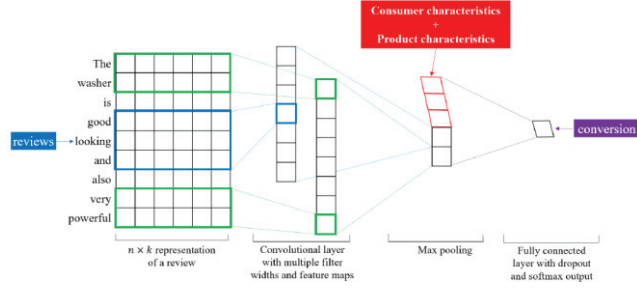 Consumer characteristics
+
Product characteristics
The
washer
is
good
looking
and
also
very
powerful
reviews
conversion
n × k representation
of a review
Convolutional layer
with multiple filter
widths and feature maps
Max pooling
Fully connected
layer with dropout
and softmax output